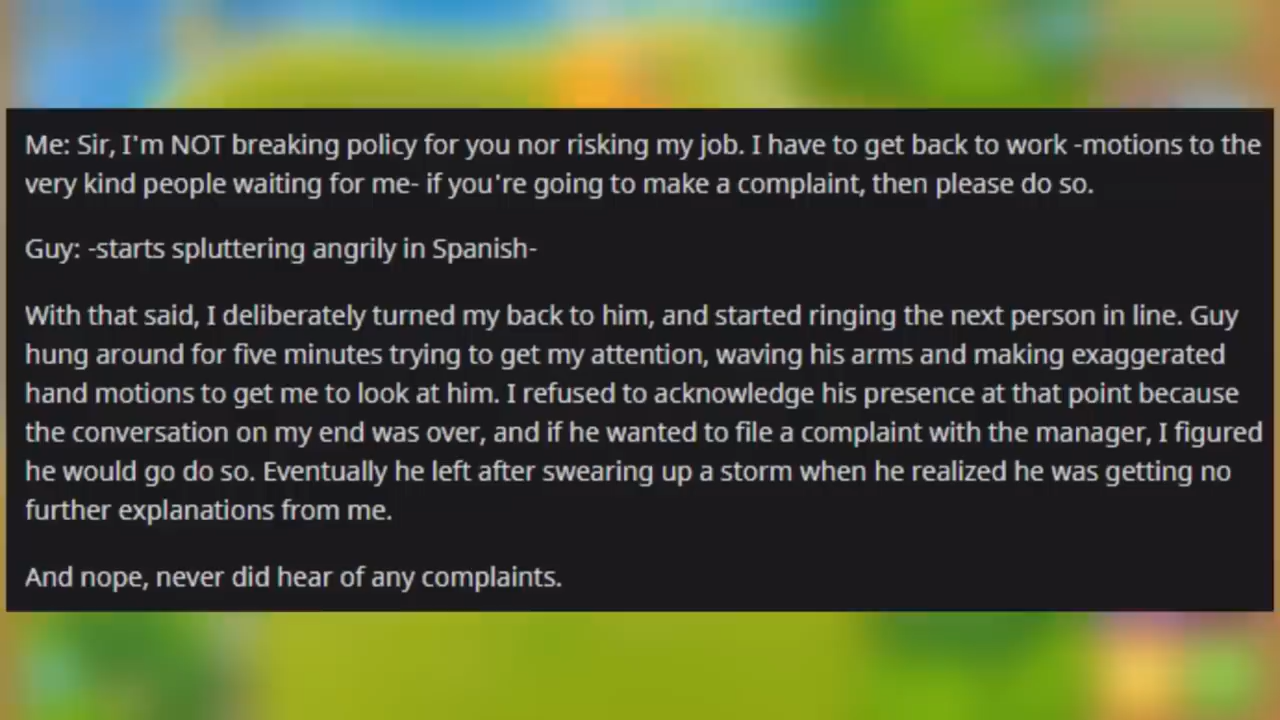 Me: Sir, I'm NOT breaking policy for you nor risking my job. I have to get back to work -motions to the
very kind people waiting for me- if you're going to make a complaint, then please do so.
Guy: -starts spluttering angrily in Spanish-
With that said, I deliberately turned my back to him, and started ringing the next person in line. Guy
hung around for five minutes trying to get my attention, waving his arms and making exaggerated
hand motions to get me to look at him. I refused to acknowledge his presence at that point because
the conversation on my end was over, and if he wanted to file a complaint with the manager, I figured
he would go do so. Eventually he left after swearing up a storm when he realized he was getting no
further explanations from me.
And nope, never did hear of any complaints.